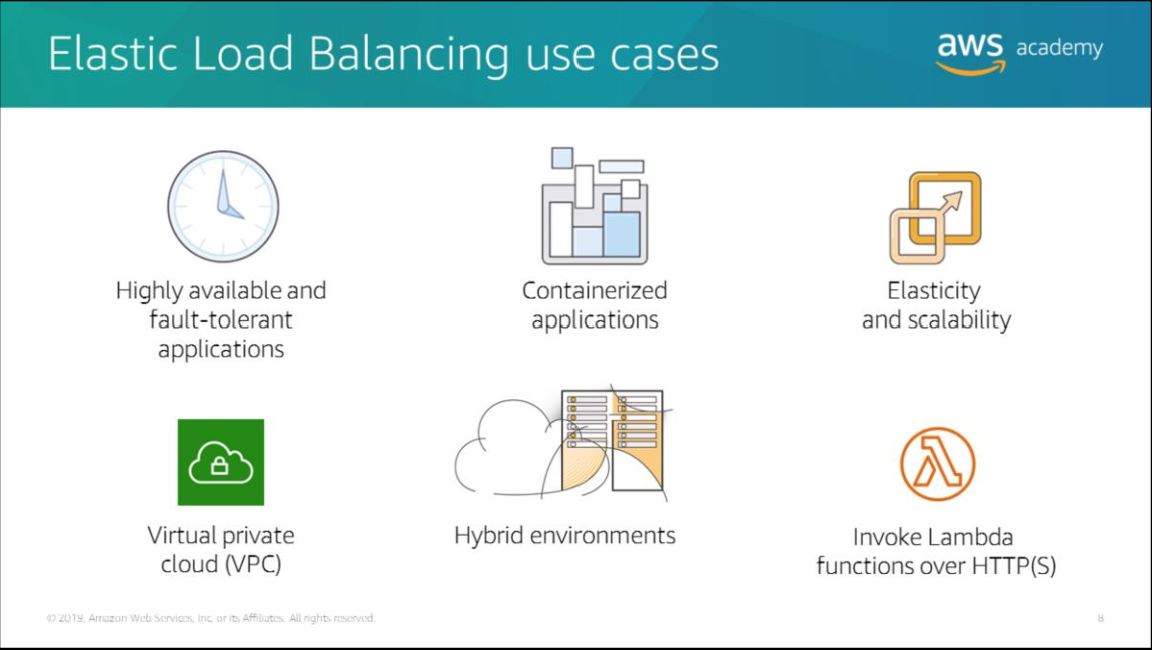 Elastic Load Balancing use cases
aws academy
Highly available and
fault-tolerant
applications
Containerized
applications
Elasticity
and scalability
Virtual private
cloud (VPC)
Hybrid environments
Invoke Lambda
functions over HTTP(S)
© 2019, Amazon Web Services, Inc. or its Affiliates. All rights reserved.
8